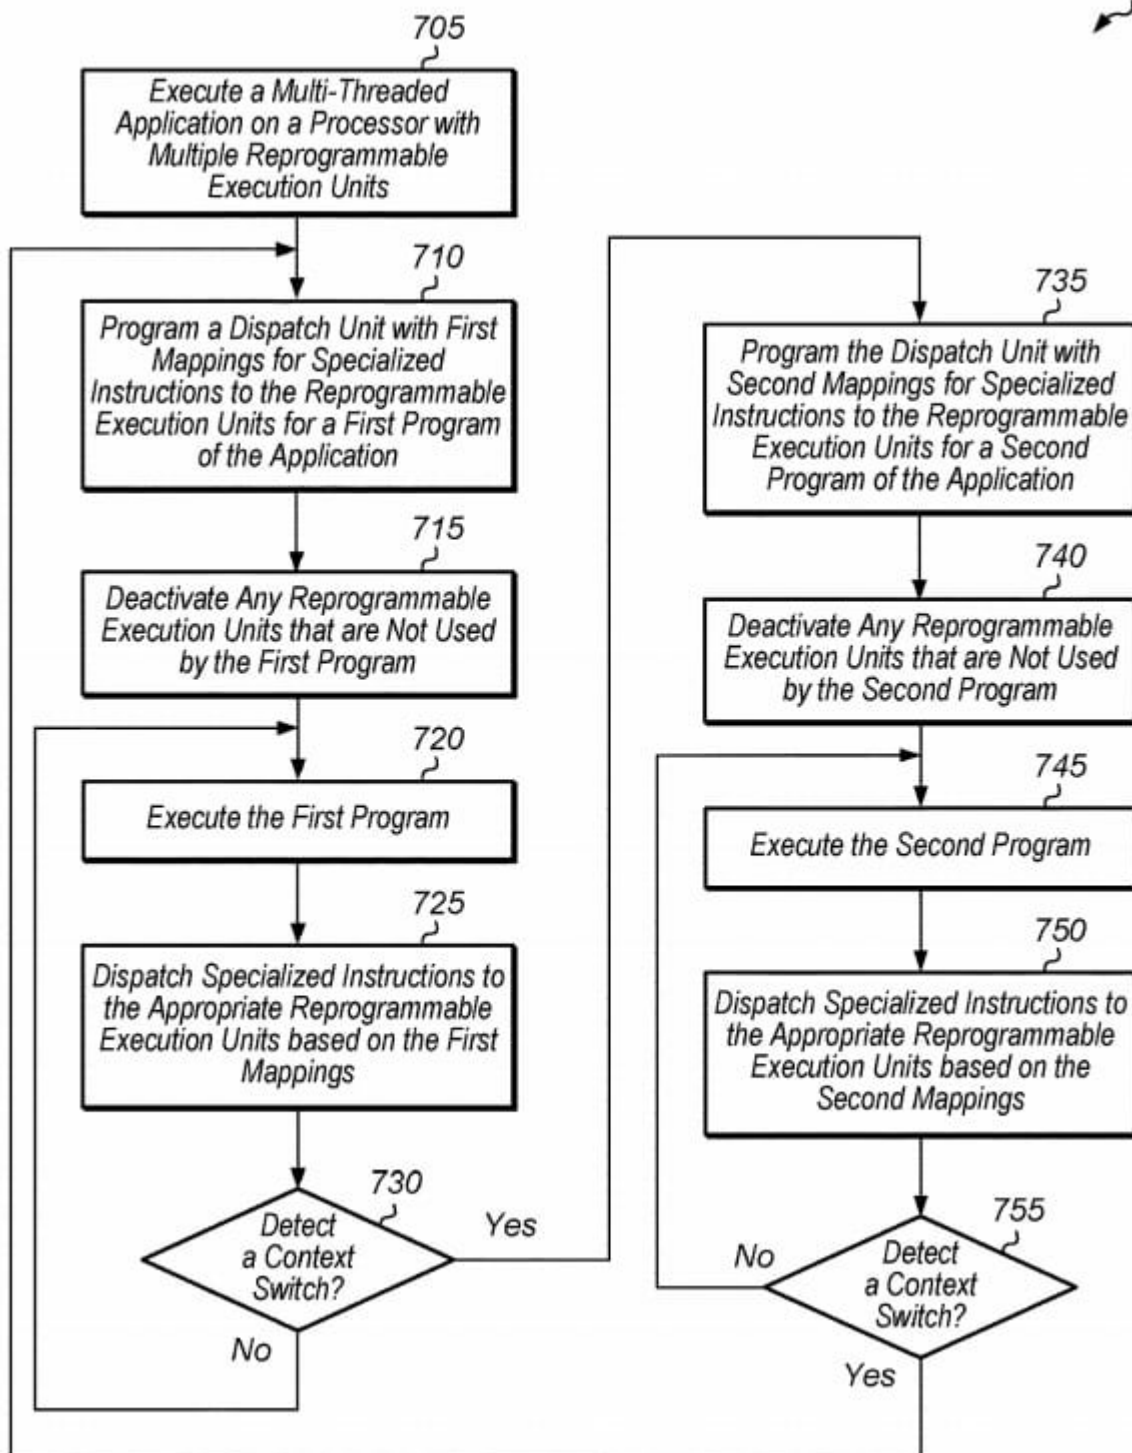 705
Execute a Multi-Threaded
Application on a Processor with
Multiple Reprogrammable
Execution Units
710
Program a Dispatch Unit with First
Mappings for Specialized
Instructions to the Reprogrammable
Execution Units for a First Program
of the Application
715
Deactivate Any Reprogrammable
Execution Units that are Not Used
by the First Program
720
Execute the First Program
725
Dispatch Specialized Instructions to
the Appropriate Reprogrammable
Execution Units based on the First
Mappings
730
Detect
a Context
Switch?
Yes
No
735
Program the Dispatch Unit with
Second Mappings for Specialized
Instructions to the Reprogrammable
Execution Units for a Second
Program of the Application
740
Deactivate Any Reprogrammable
Execution Units that are Not Used
by the Second Program
745
Execute the Second Program
750
Dispatch Specialized Instructions to
the Appropriate Reprogrammable
Execution Units based on the
Second Mappings
755
Detect
a Context
Switch?
No
Yes